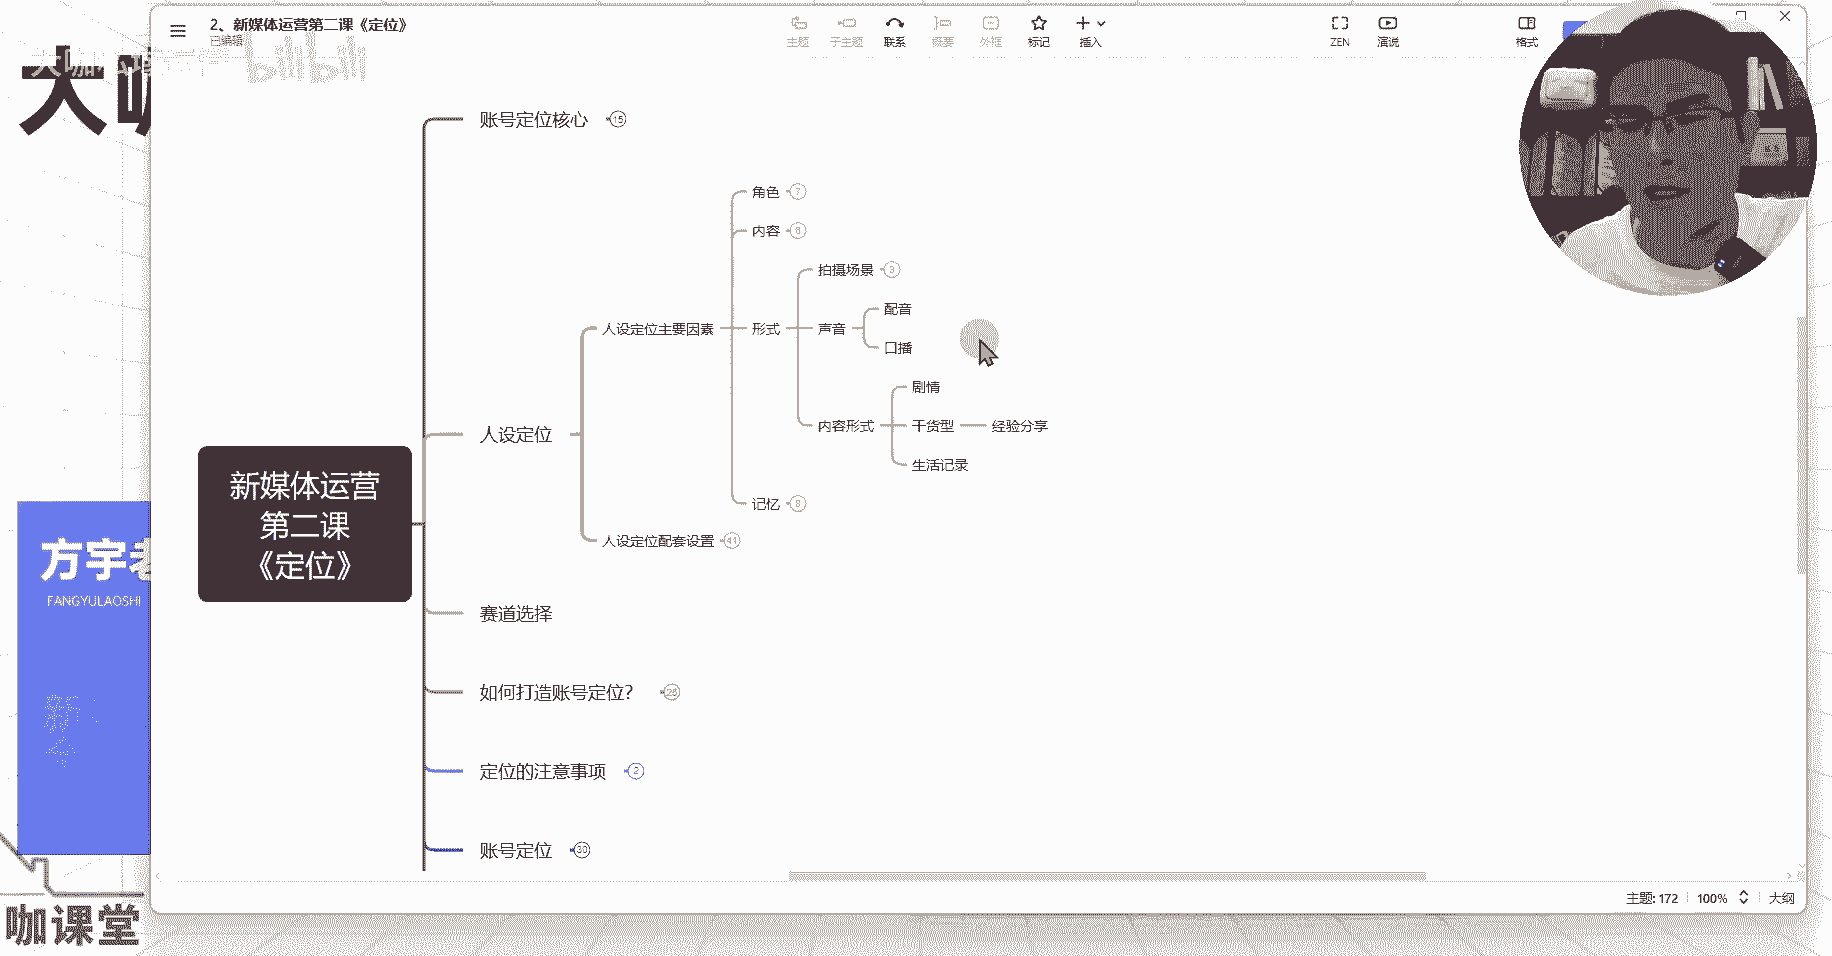 2、新媒体运营第二课《定位》
已编辑
主题
子主题
联系
概要
外框
标记
插入
ZEN
演说
格式
bilibili
大咖
账号定位核心 15
角色 7
内容 6
拍摄场景 3
配音
人设定位主要因素
形式
声音
口播
剧情
人设定位
内容形式
干货型
经验分享
生活记录
新媒体运营
第二课
《定位》
记忆 8
人设定位配套设置 41
方宇老
FANGYULAOSHI
赛道选择
如何打造账号定位？ 28
定位的注意事项 2
账号定位 30
主题: 172
100%
大纲
咖课堂